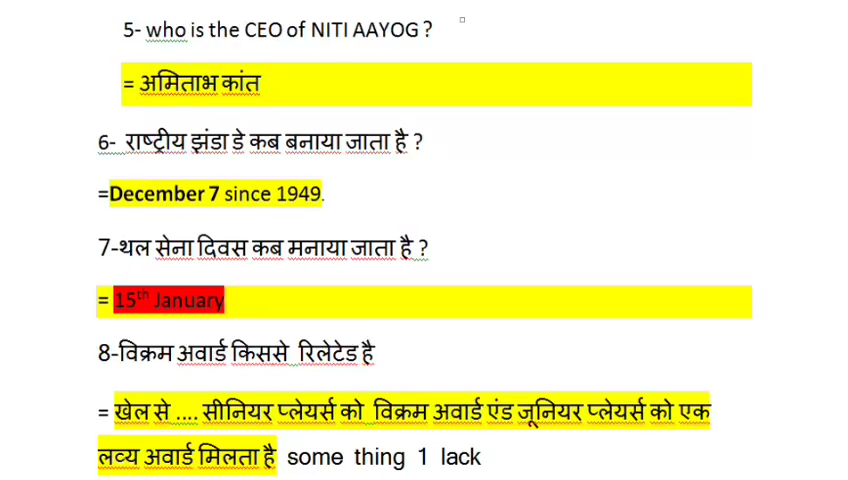 5- who is the CEO of NITI AAYOG ?
= अमिताभ कांत
6- राष्ट्रीय झंडा डे कब बनाया जाता है ?
=December 7 since 1949.
7-थल सेना दिवस कब मनाया जाता है ?
= 15th January
8-विक्रम अवार्ड किससे रिलेटेड है
= खेल से .... सीनियर प्लेयर्स को विक्रम अवार्ड एंड जूनियर प्लेयर्स को एक
लव्य अवार्ड मिलता है some thing 1 lack